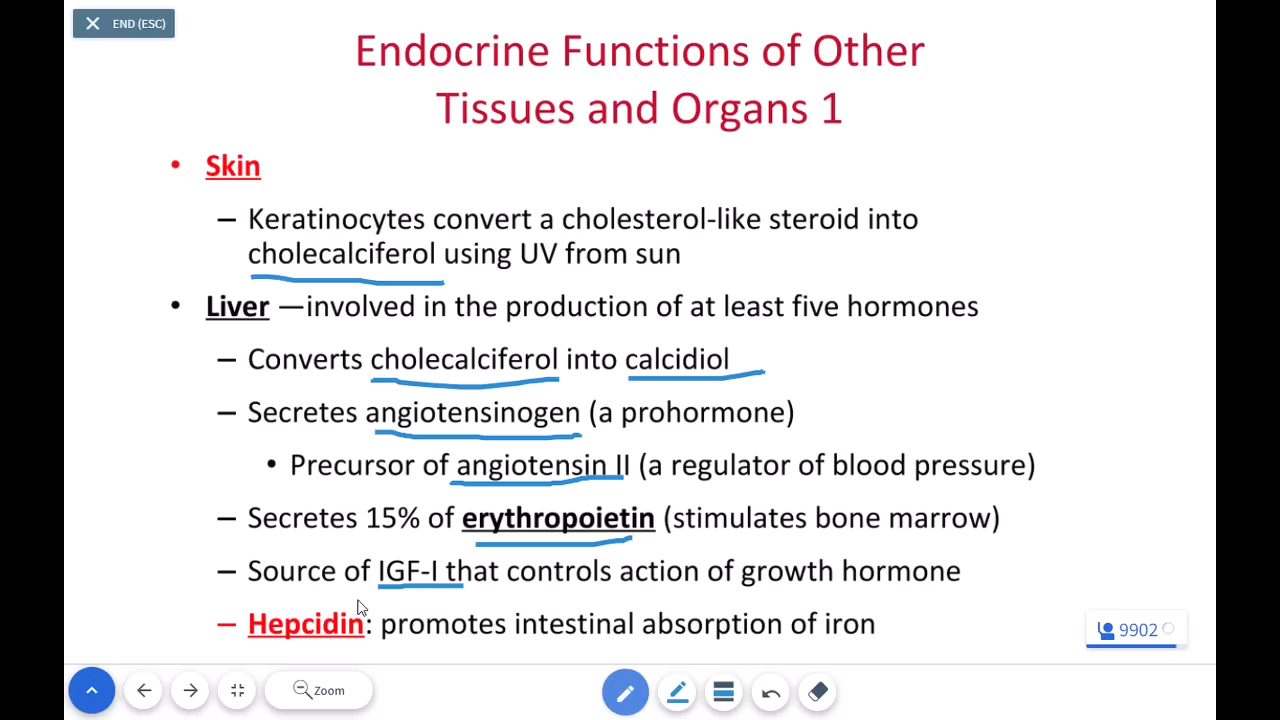 END (ESC)
Endocrine Functions of Other
Tissues and Organs 1
• Skin
– Keratinocytes convert a cholesterol-like steroid into
cholecalciferol using UV from sun
• Liver —involved in the production of at least five hormones
– Converts cholecalciferol into calcidiol
– Secretes angiotensinogen (a prohormone)
• Precursor of angiotensin II (a regulator of blood pressure)
– Secretes 15% of erythropoietin (stimulates bone marrow)
– Source of IGF-I that controls action of growth hormone
– Hepcidin: promotes intestinal absorption of iron
9902
Zoom